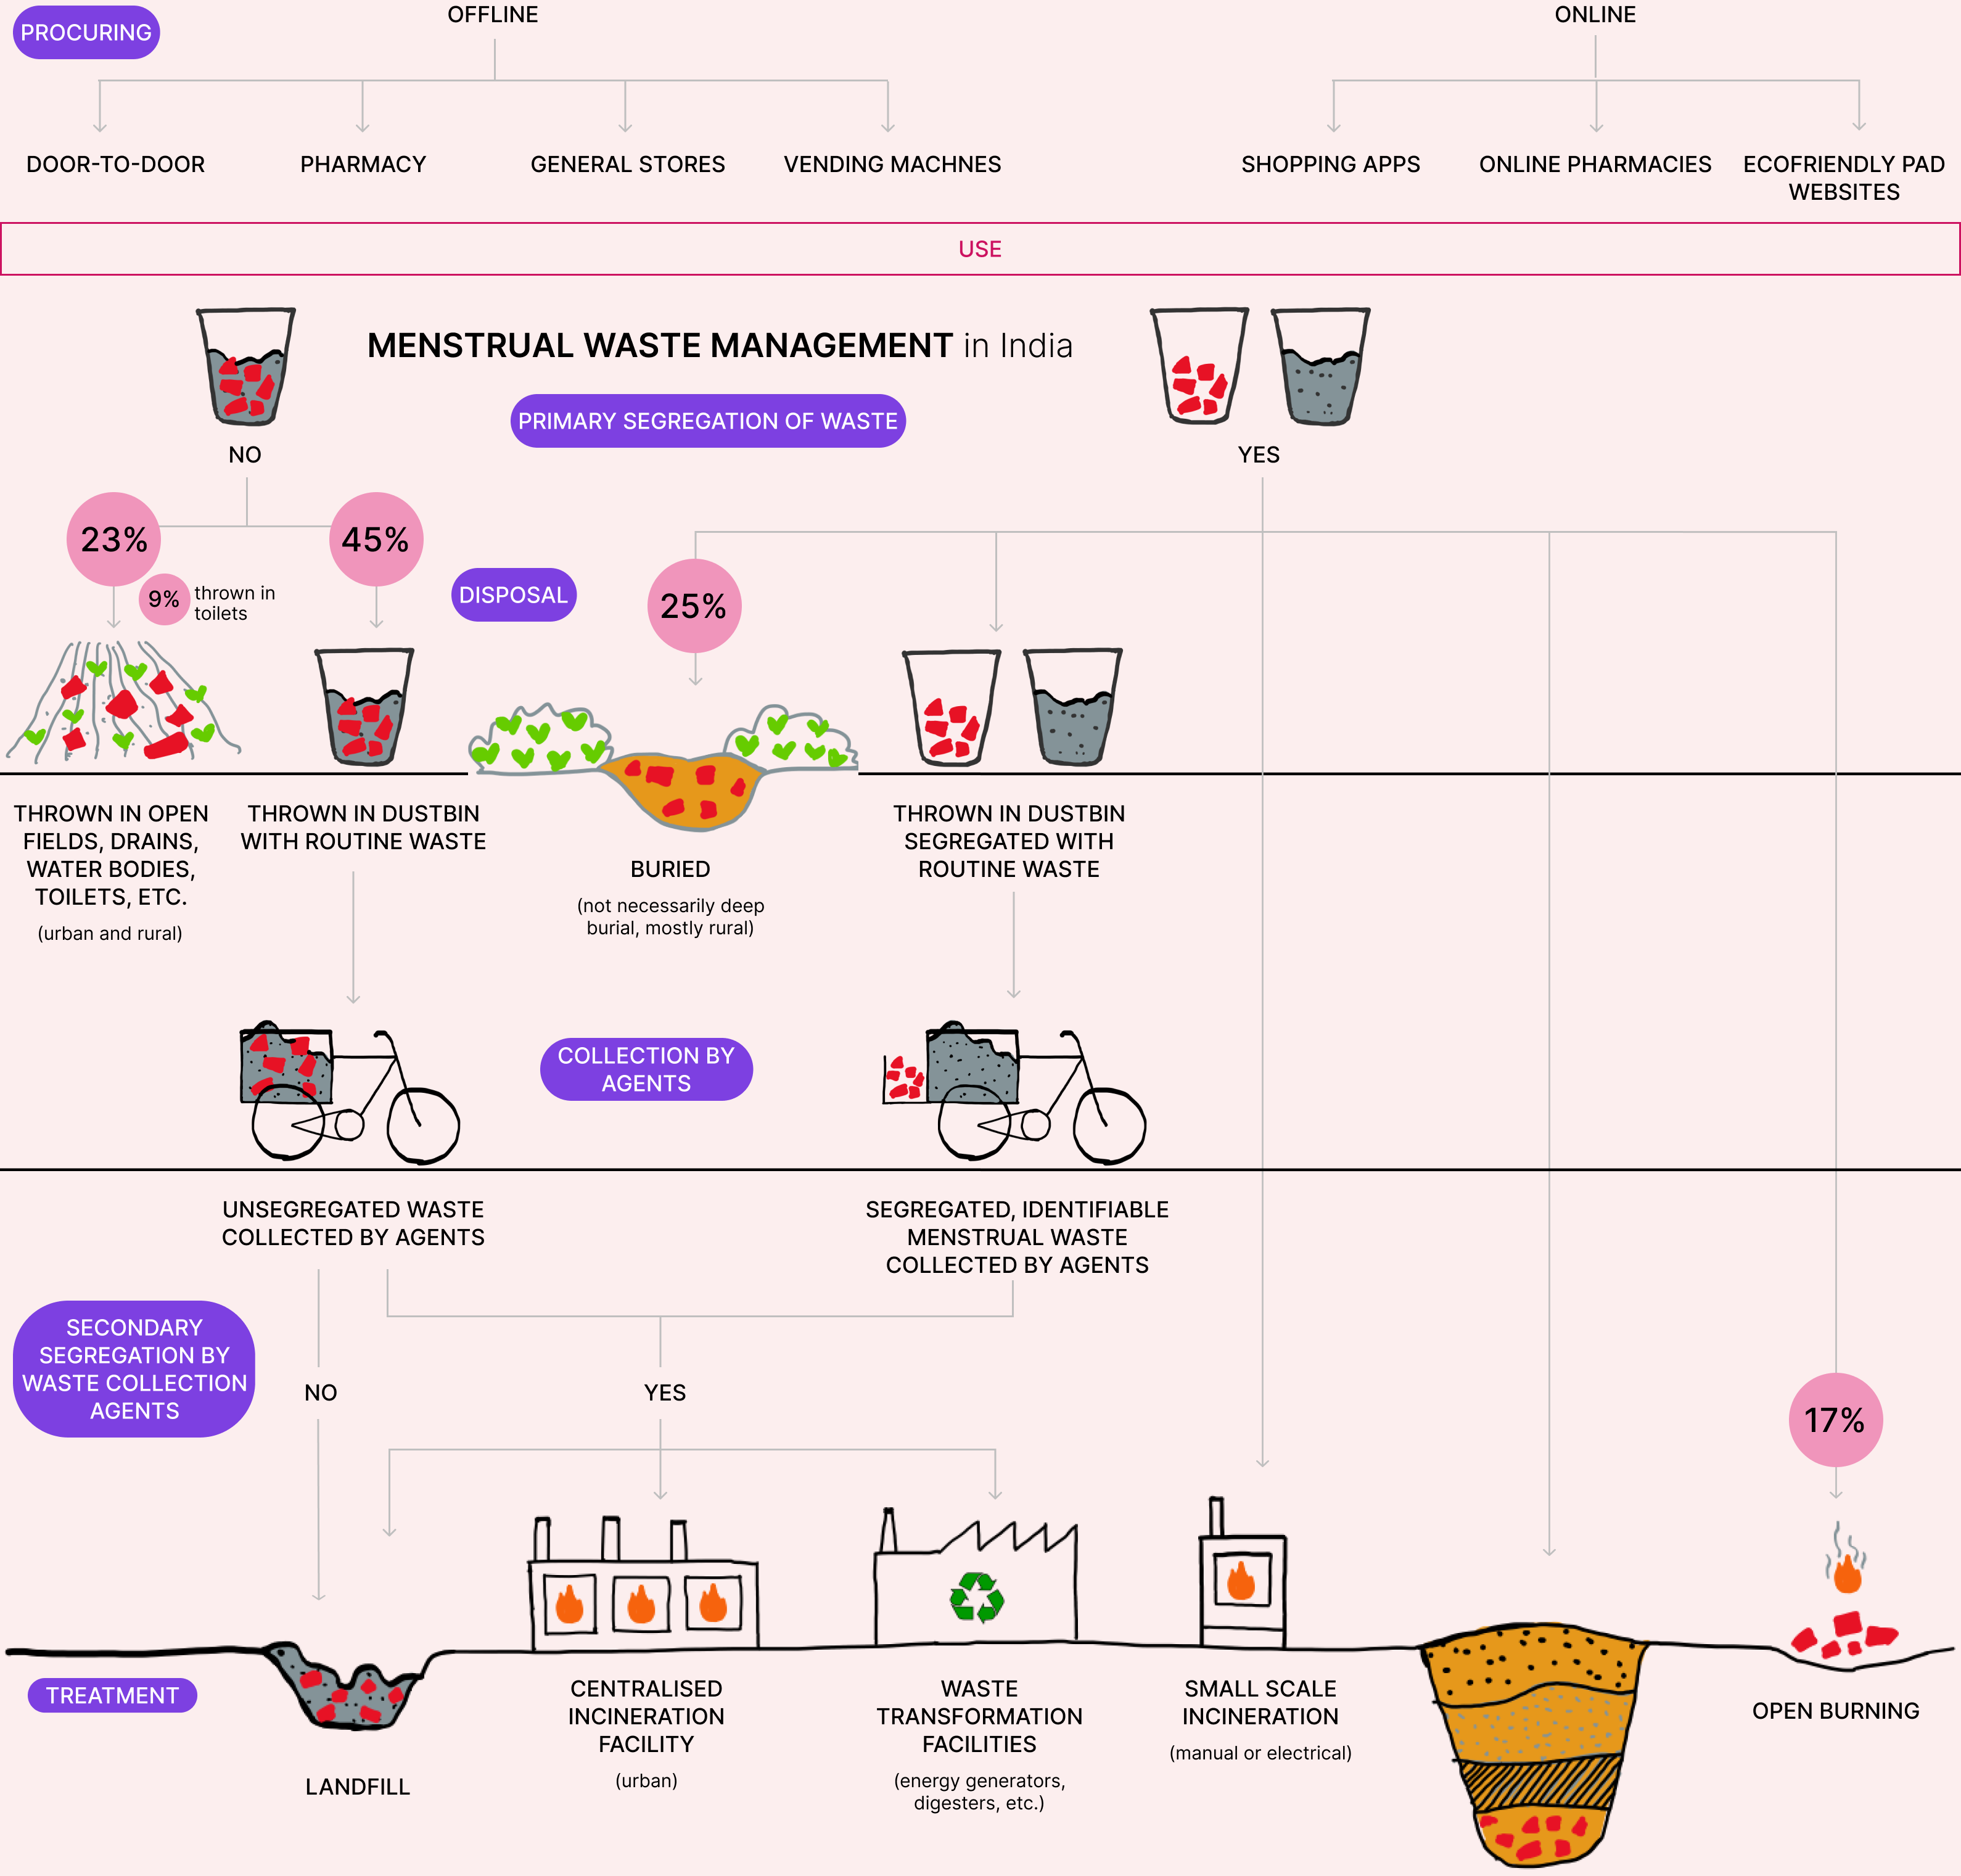 PROCURING
OFFLINE
ONLINE
DOOR-TO-DOOR
PHARMACY
GENERAL STORES
VENDING MACHNES
SHOPPING APPS
ONLINE PHARMACIES
ECOFRIENDLY PAD
WEBSITES
USE
MENSTRUAL WASTE MANAGEMENT in India
PRIMARY SEGREGATION OF WASTE
NO
YES
23%
45%
9%
thrown in
toilets
DISPOSAL
25%
THROWN IN OPEN
FIELDS, DRAINS,
WATER BODIES,
TOILETS, ETC.
(urban and rural)
THROWN IN DUSTBIN
WITH ROUTINE WASTE
BURIED
(not necessarily deep
burial, mostly rural)
THROWN IN DUSTBIN
SEGREGATED WITH
ROUTINE WASTE
COLLECTION BY
AGENTS
UNSEGREGATED WASTE
COLLECTED BY AGENTS
SEGREGATED, IDENTIFIABLE
MENSTRUAL WASTE
COLLECTED BY AGENTS
SECONDARY
SEGREGATION BY
WASTE COLLECTION
AGENTS
NO
YES
17%
TREATMENT
LANDFILL
CENTRALISED
INCINERATION
FACILITY
(urban)
WASTE
TRANSFORMATION
FACILITIES
(energy generators,
digesters, etc.)
SMALL SCALE
INCINERATION
(manual or electrical)
OPEN BURNING